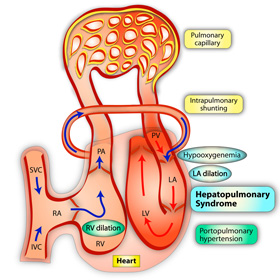 Pulmonary
capillary
Intrapulmonary
shunting
PV
Hypooxygenemia
PA
SVC
LA
LA dilation
Hepatopulmonary
Syndrome
RA
LV
RV dilation
Portopulmonary
hypertension
IVC
RV
Heart